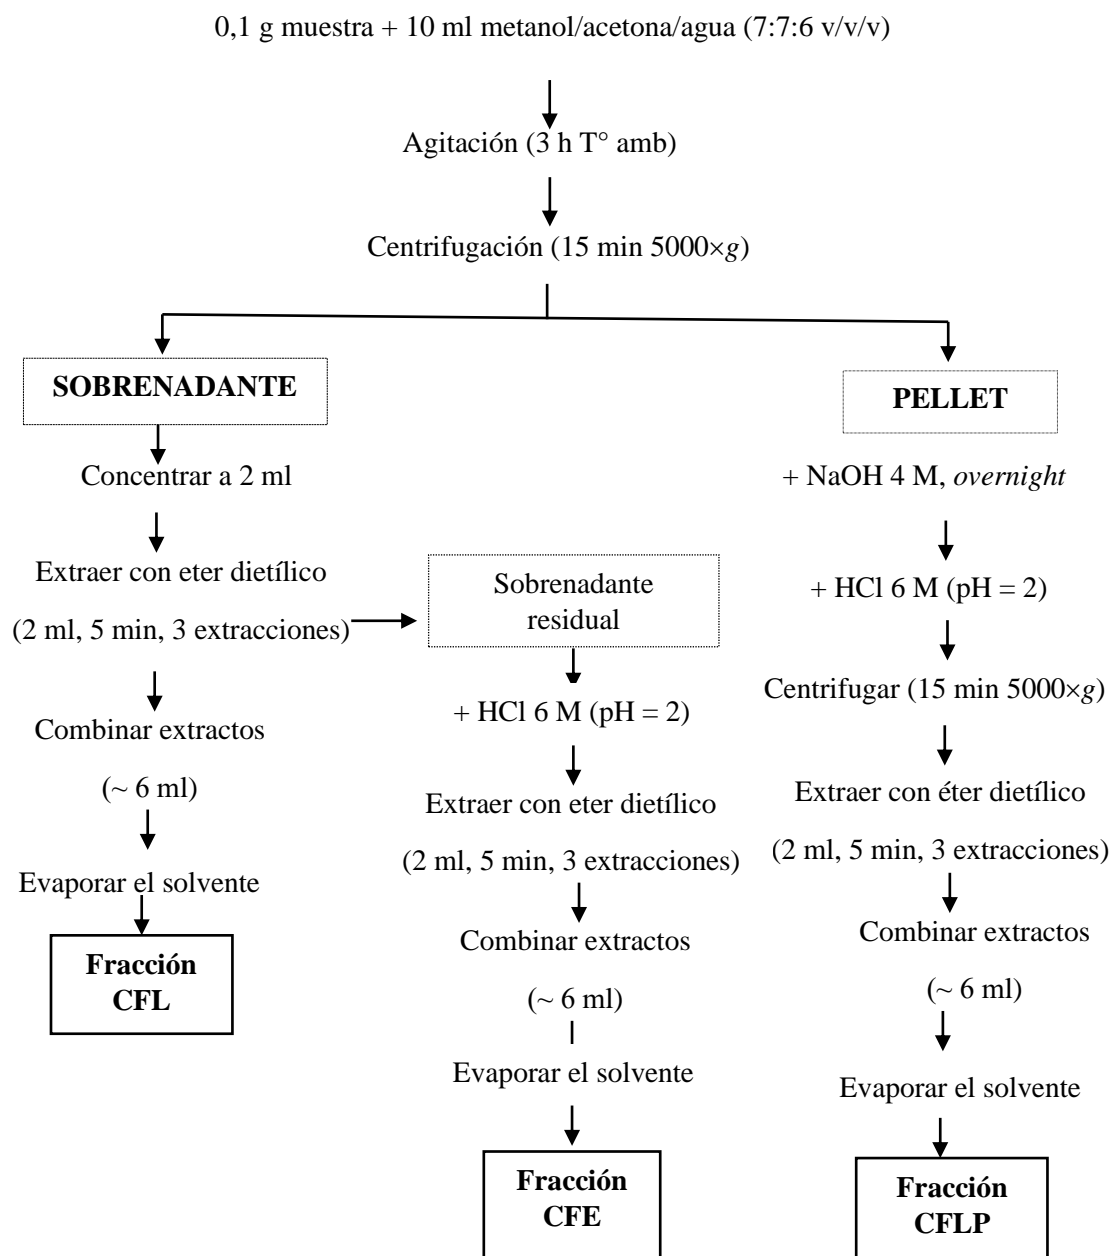 0,1 g muestra + 10 ml metanol/acetona/agua (7:7:6 v/v/v)
Agitación (3 h T° amb)
Centrifugación (15 min 5000×g)
SOBRENADANTE
Concentrar a 2 ml
Extraer con eter dietílico
(2 ml, 5 min, 3 extracciones)
Combinar extractos
(~ 6 ml)
Evaporar el solvente
Fracción
CFL
Sobrenadante
residual
+ HCl 6 M (pH = 2)
Extraer con eter dietílico
(2 ml, 5 min, 3 extracciones)
Combinar extractos
(~ 6 ml)
Evaporar el solvente
Fracción
CFE
PELLET
+ NaOH 4 M, overnight
+ HCl 6 M (pH = 2)
Centrifugar (15 min 5000×g)
Extraer con éter dietílico
(2 ml, 5 min, 3 extracciones)
Combinar extractos
(~ 6 ml)
Evaporar el solvente
Fracción
CFLP